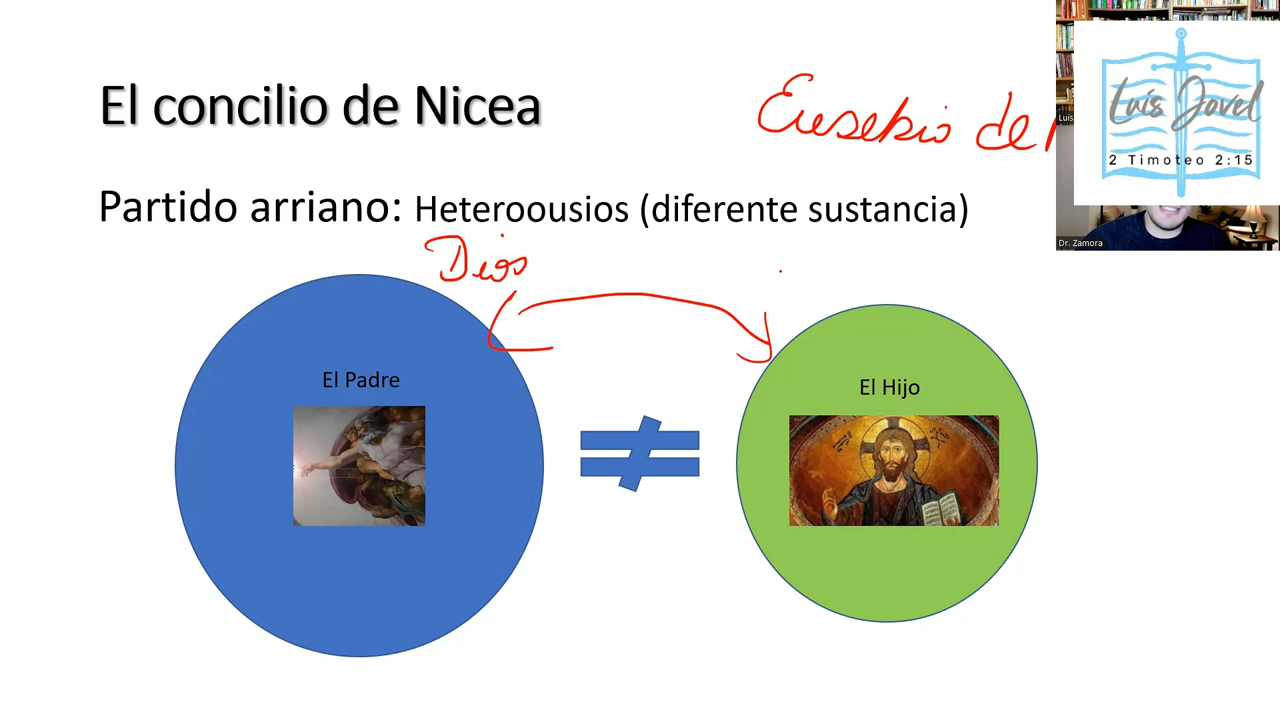 El concilio de Nicea
Eusebio de
Luis
Luis Jovel
2 Timoteo 2:15
Dr. Zamora
Partido arriano: Heteroousios (diferente sustancia)
Dios
El Padre
El Hijo